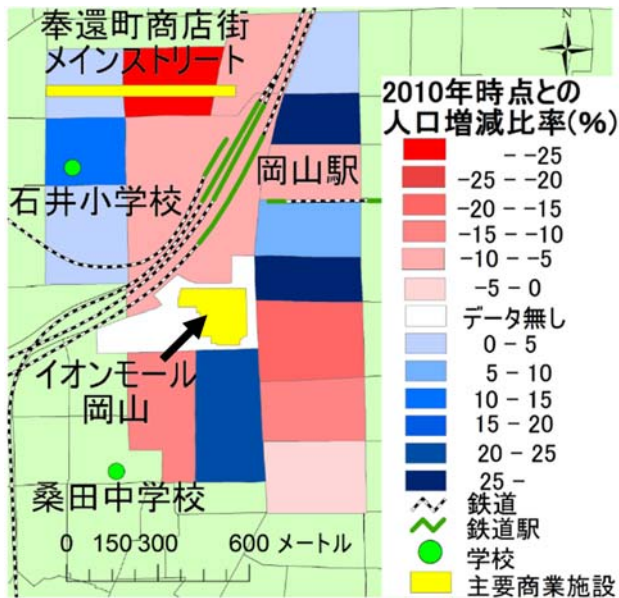 奉還町商店街
メインストリート
N
2010年時点との
人口増減比率(%)
- -25
-25 - -20
-20 - -15
-15 - -10
-10 - -5
-5 - 0
データ無し
0 - 5
5 - 10
10 - 15
15 - 20
20 - 25
25 -
鉄道
鉄道駅
学校
主要商業施設
岡山駅
石井小学校
イオンモール
岡山
桑田中学校
0 150 300 600 メートル